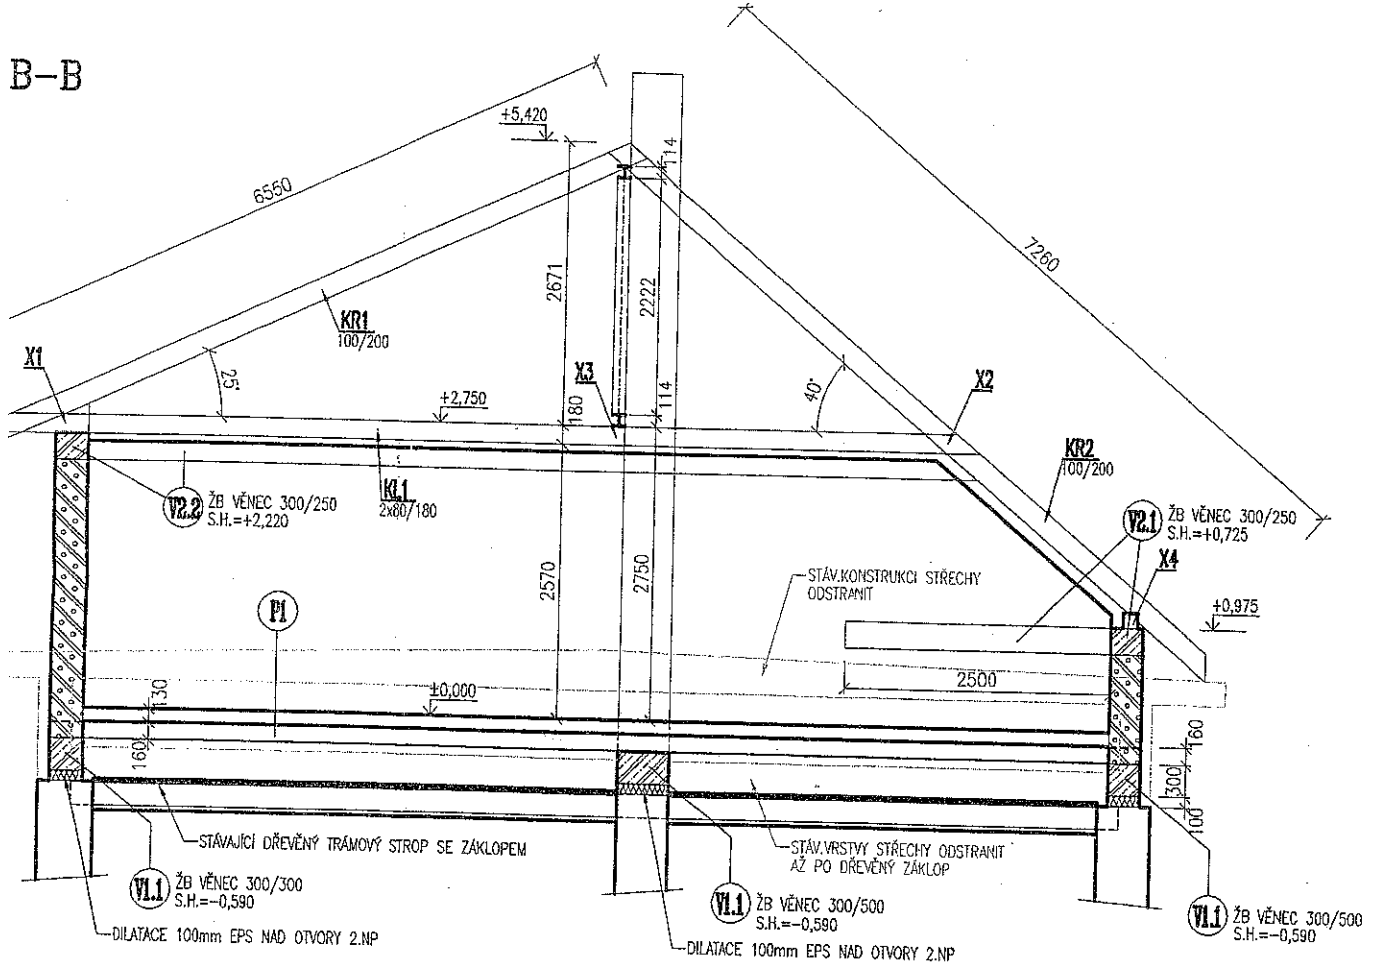 B-B
+5,420
114
6550
7260
2671
2222
KR1
100/200
X1
25°
X3
40°
X2
+2,750
180
114
KR2
100/200
V2.2
ŽB VĚNEC 300/250
S.H.=+2,220
KL1
2x80/180
V2.1
ŽB VĚNEC 300/250
S.H.=+0,725
X4
2570
2750
STÁV.KONSTRUKCI STŘECHY
ODSTRANIT
P1
+0,975
2500
130
±0,000
160
160
300
100
STÁVAJÍCÍ DŘEVĚNÝ TRÁMOVÝ STROP SE ZÁKLOPEM
STÁV.VRSTVY STŘECHY ODSTRANIT
AŽ PO DŘEVĚNÝ ZÁKLOP
V1.1
ŽB VĚNEC 300/300
S.H.=-0,590
V1.1
ŽB VĚNEC 300/500
S.H.=-0,590
V1.1
ŽB VĚNEC 300/500
S.H.=-0,590
DILATACE 100mm EPS NAD OTVORY 2.NP
DILATACE 100mm EPS NAD OTVORY 2.NP